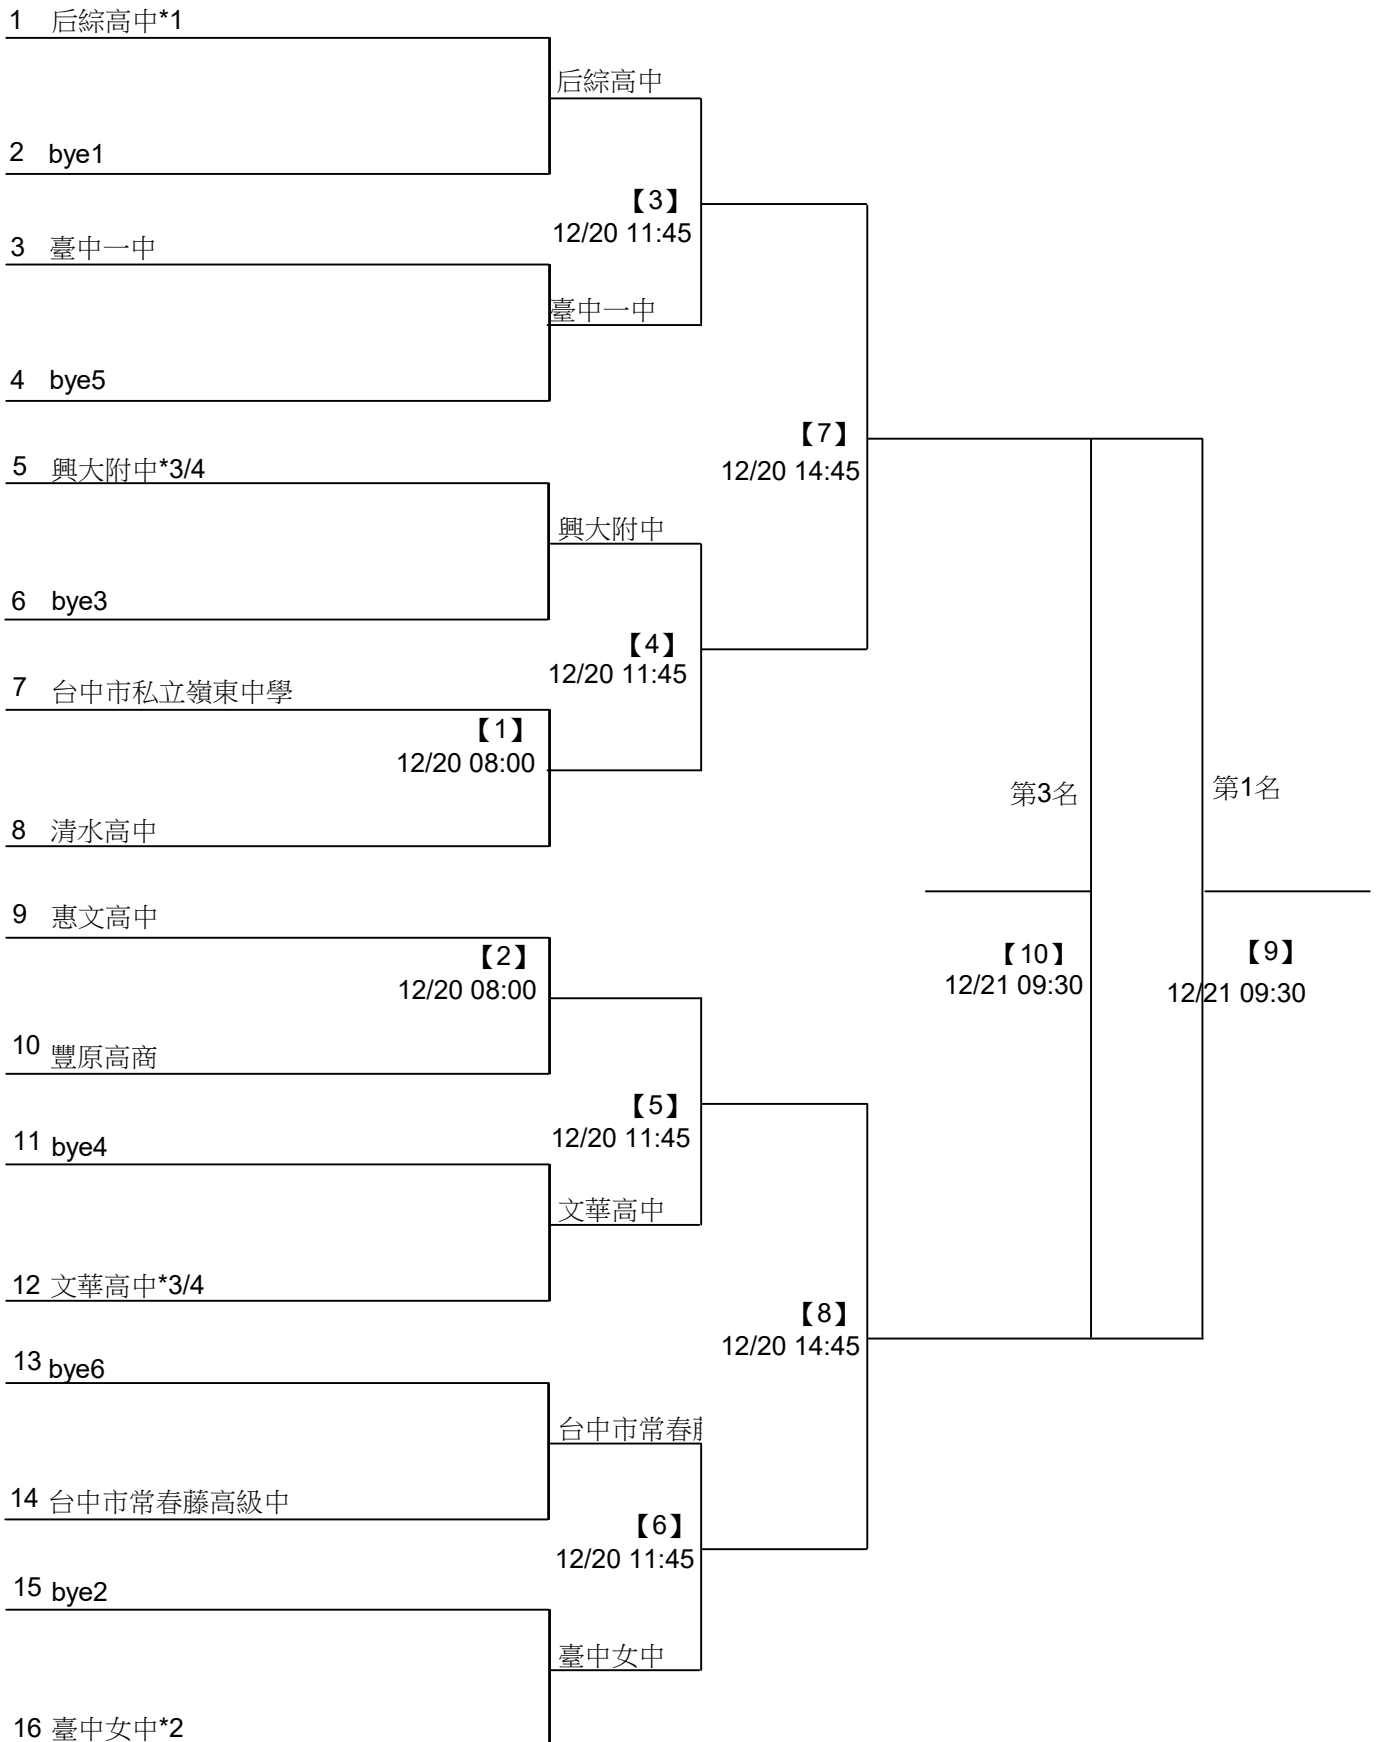 1 后綜高中*1
后綜高中
2 bye1
【3】
12/20 11:45
3 臺中一中
臺中一中
4 bye5
【7】
12/20 14:45
5 興大附中*3/4
興大附中
6 bye3
【4】
12/20 11:45
7 台中市私立嶺東中學
【1】
12/20 08:00
8 清水高中
第3名
第1名
9 惠文高中
【2】
12/20 08:00
【10】
12/21 09:30
【9】
12/21 09:30
10 豐原高商
【5】
12/20 11:45
11 bye4
文華高中
12 文華高中*3/4
【8】
12/20 14:45
13 bye6
台中市常春
14 台中市常春藤高級中
【6】
12/20 11:45
15 bye2
臺中女中
16 臺中女中*2